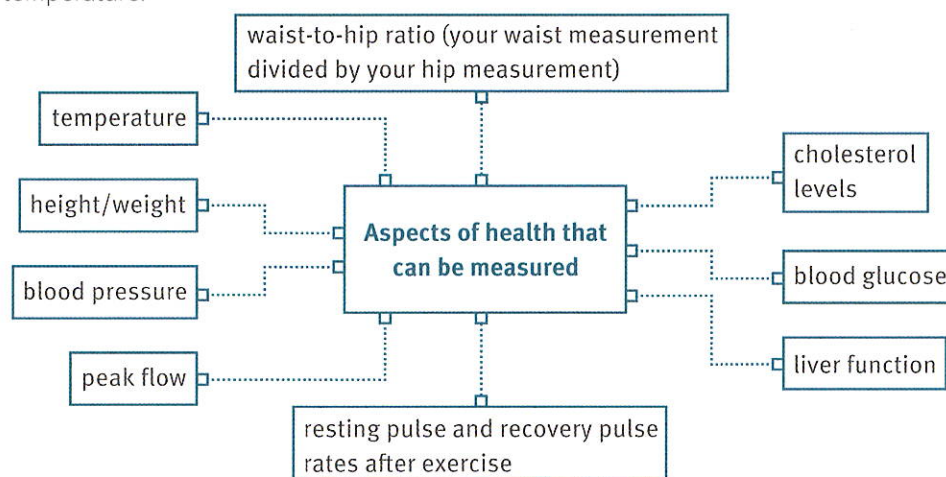 temperature.
waist-to-hip ratio (your waist measurement
divided by your hip measurement)
temperature
height/weight
blood pressure
peak flow
Aspects of health that
can be measured
cholesterol
levels
blood glucose
liver function
resting pulse and recovery pulse
rates after exercise